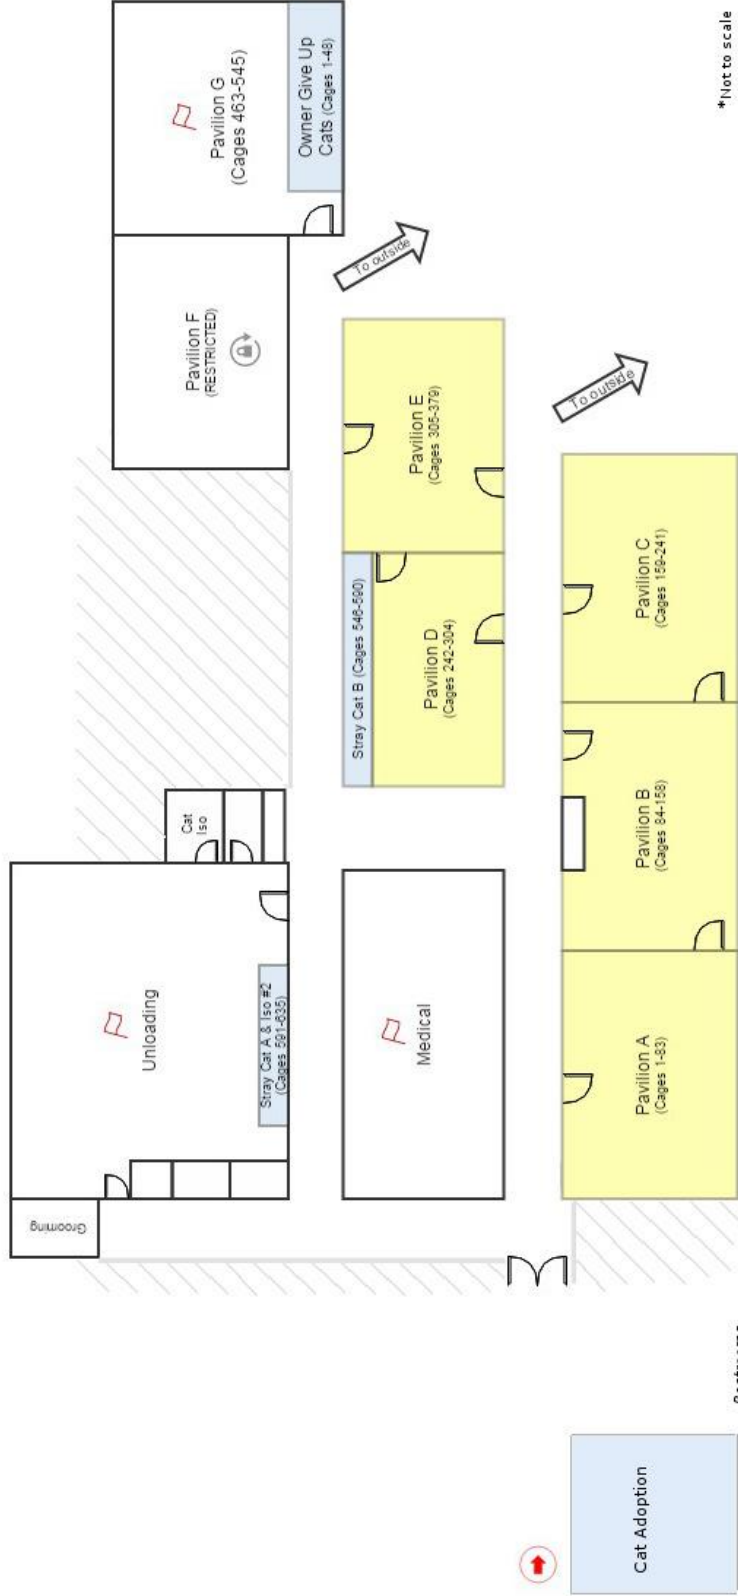 Grooming
Unloading
Stray Cat A & Iso #2
(Cages 591-635)
Cat
Iso
Pavilion F
(RESTRICTED)
Pavilion G
(Cages 463-545)
Owner Give Up
Cats (Cages 1-48)
To outside
Medical
Stray Cat B (Cages 546-590)
Pavilion D
(Cages 242-304)
Pavilion E
(Cages 305-379)
To outside
Cat Adoption
Pavilion A
(Cages 1-83)
Pavilion B
(Cages 84-158)
Pavilion C
(Cages 159-241)
*Not to scale